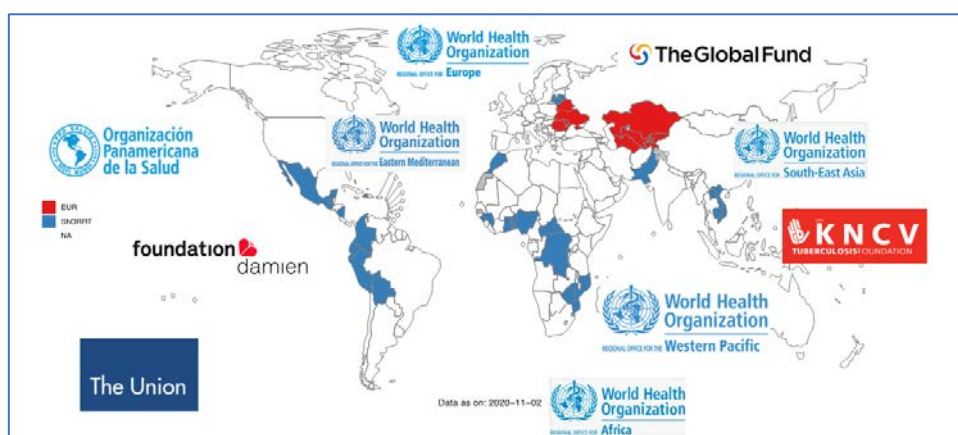 World Health
Organization
REGIONAL OFFICE FOR Europe
The Global Fund
Organización
Panamericana
de la Salud
World Health
Organization
REGIONAL OFFICE FOR THE Eastern Mediterranean
World Health
Organization
REGIONAL OFFICE FOR South-East Asia
EUR
NA
foundation
damien
KNCV
TUBERCULOSISFOUNDATION
World Health
Organization
REGIONAL OFFICE FOR THE Western Pacific
The Union
Data as on: 2020-11-02
World Health
Organization
REGIONAL OFFICE FOR Africa